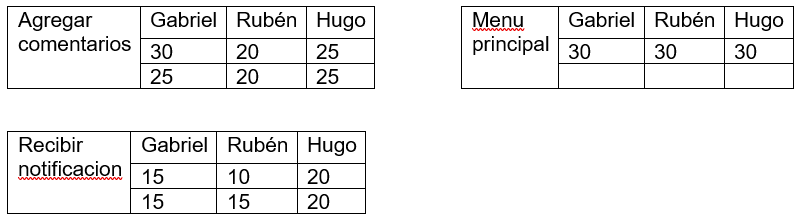 Agregar comentarios Gabriel Rubén Hugo
30 20 25
25 20 25
Menu principal Gabriel Rubén Hugo
30 30 30
Recibir notificacion Gabriel Rubén Hugo
15 10 20
15 15 20